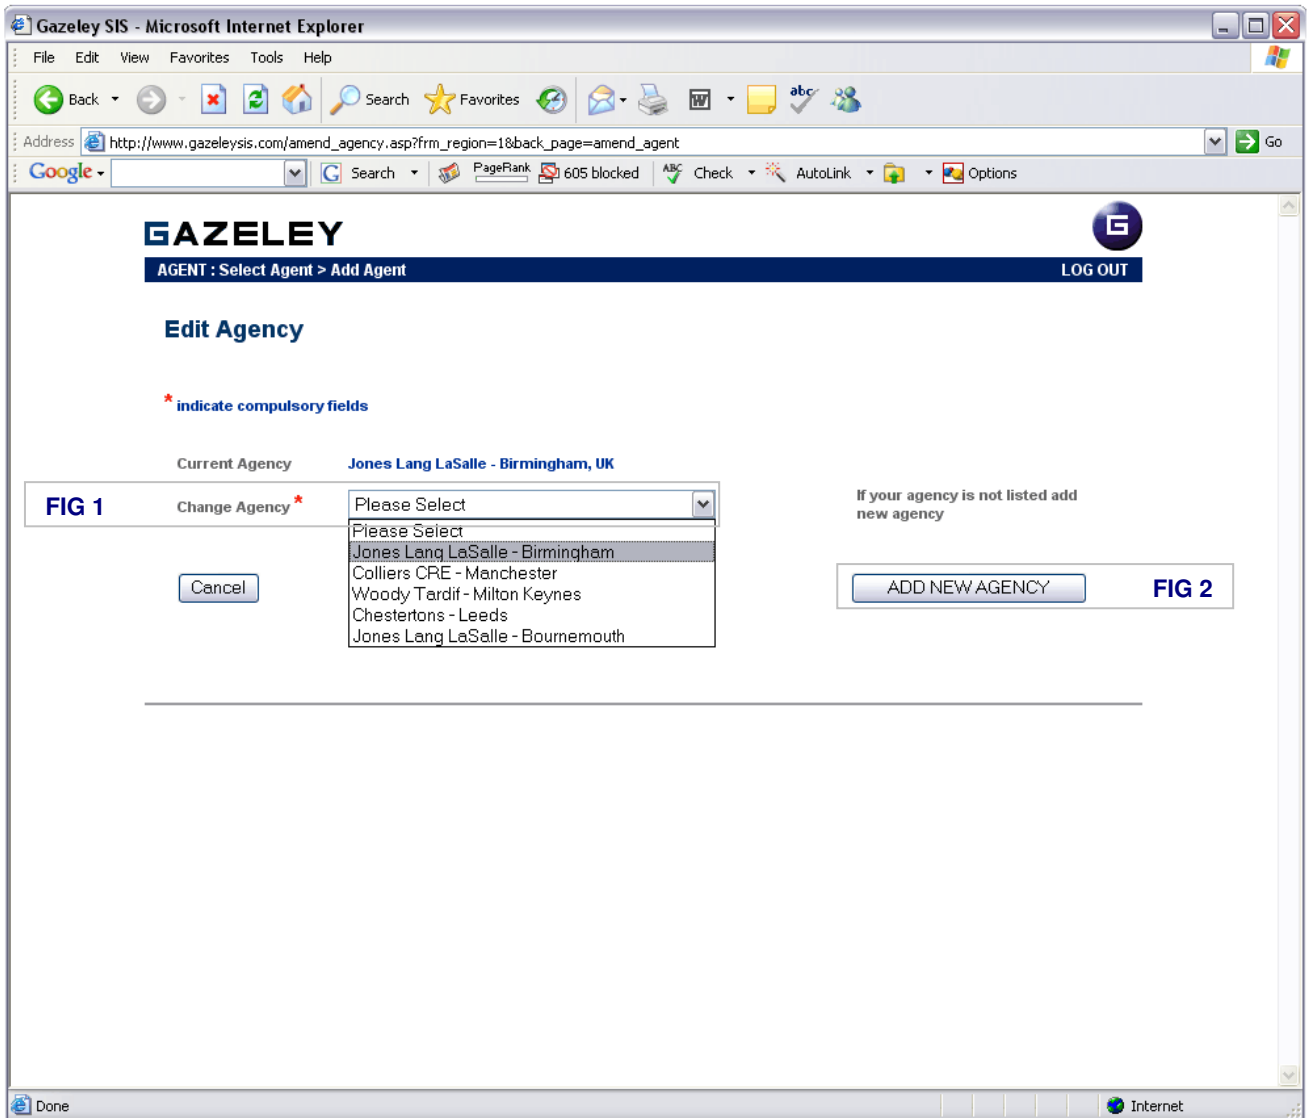 Gazeley SIS - Microsoft Internet Explorer
File Edit View Favorites Tools Help
Back Search Favorites
Address http://www.gazeleysis.com/amend_agency.asp?frm_region=1&back_page=amend_agent Go
Google Search PageRank 605 blocked ABC Check AutoLink Options
GAZELEY G
AGENT : Select Agent > Add Agent LOG OUT
Edit Agency
* indicate compulsory fields
Current Agency Jones Lang LaSalle - Birmingham, UK
FIG 1 Change Agency * Please Select
If your agency is not listed add
new agency
Please Select
Jones Lang LaSalle - Birmingham
Colliers CRE - Manchester
Woody Tardif - Milton Keynes
Chestertons - Leeds
Jones Lang LaSalle - Bournemouth
Cancel
ADD NEW AGENCY FIG 2
Done Internet